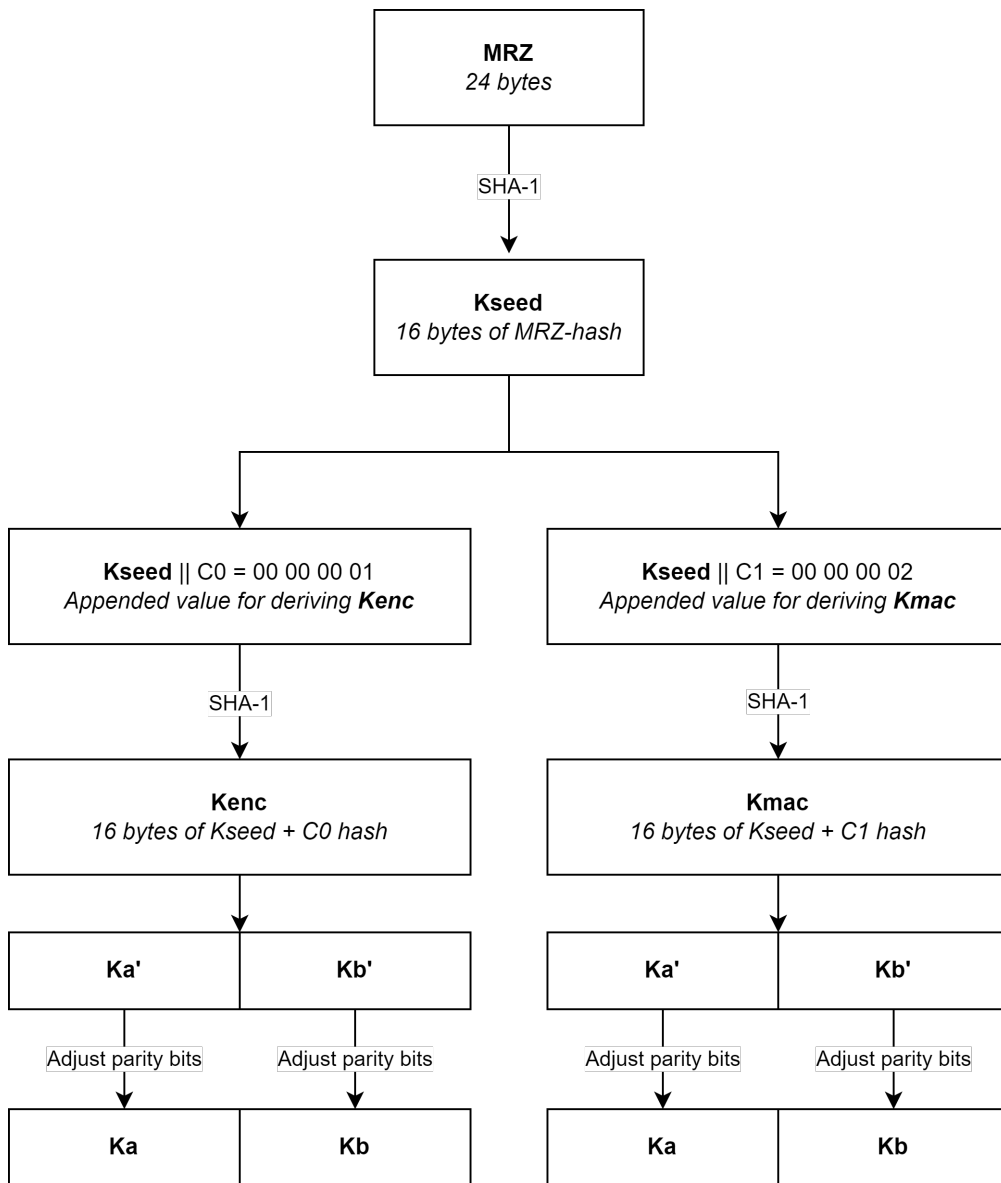 MRZ
24 bytes
SHA-1
Kseed
16 bytes of MRZ-hash
Kseed || C0 = 00 00 00 01
Appended value for deriving Kenc
Kseed || C1 = 00 00 00 02
Appended value for deriving Kmac
SHA-1
SHA-1
Kenc
16 bytes of Kseed + C0 hash
Kmac
16 bytes of Kseed + C1 hash
Ka'
Kb'
Ka'
Kb'
Adjust parity bits
Adjust parity bits
Adjust parity bits
Adjust parity bits
Ka
Kb
Ka
Kb